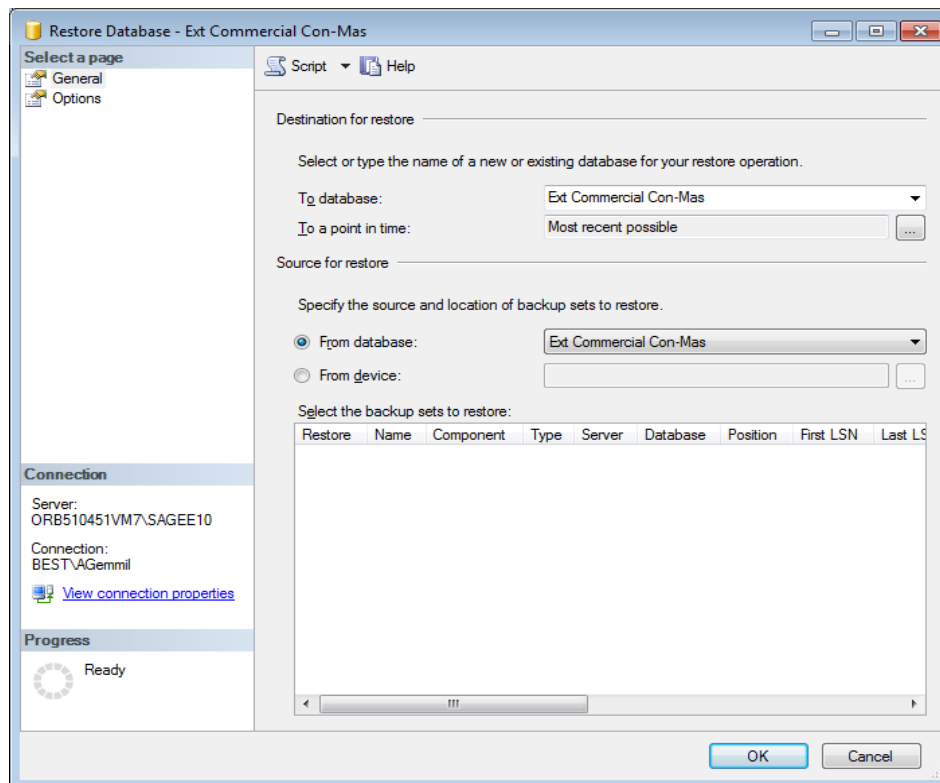 Restore Database - Ext Commercial Con-Mas
Select a page
General
Options
Script
Help
Destination for restore
Select or type the name of a new or existing database for your restore operation.
To database:
Ext Commercial Con-Mas
To a point in time:
Most recent possible
...
Source for restore
Specify the source and location of backup sets to restore.
From database:
Ext Commercial Con-Mas
From device:
...
Select the backup sets to restore:
Restore Name Component Type Server Database Position First LSN Last LS
Connection
Server:
ORB510451VM7\SAGEE10
Connection:
BEST\AGemmil
View connection properties
Progress
Ready
OK
Cancel